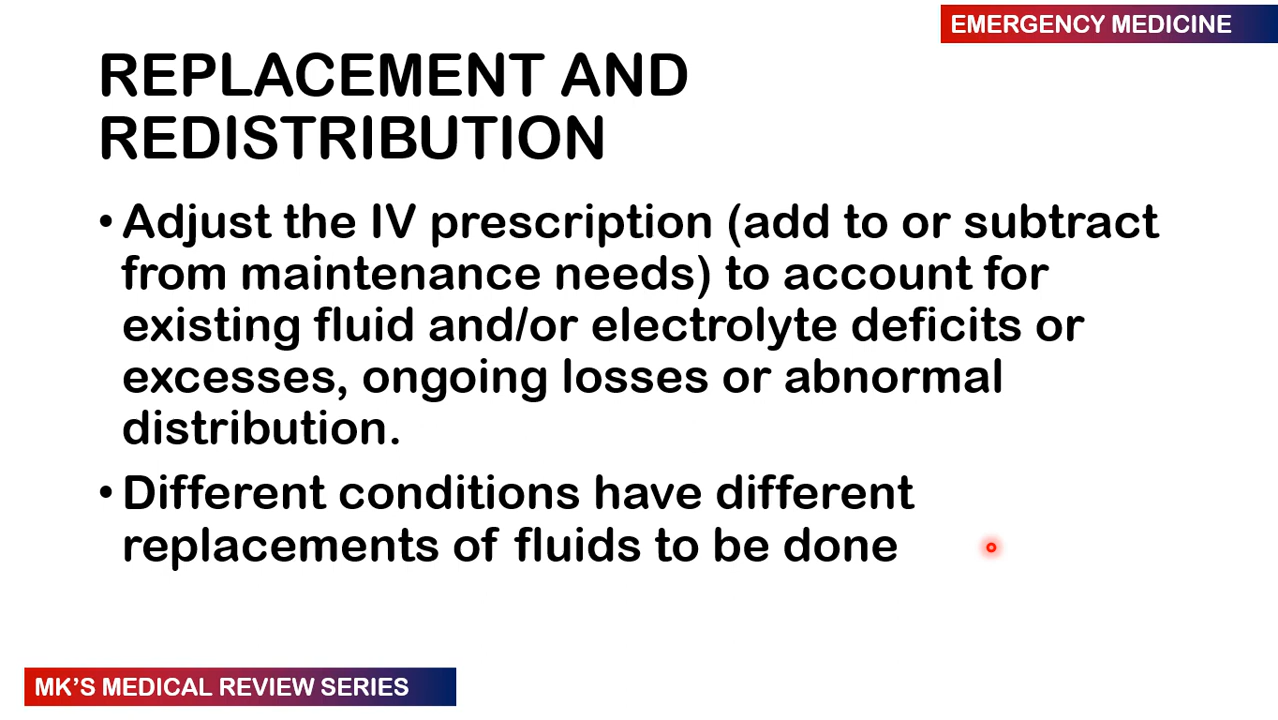 EMERGENCY MEDICINE
REPLACEMENT AND
REDISTRIBUTION
• Adjust the IV prescription (add to or subtract
from maintenance needs) to account for
existing fluid and/or electrolyte deficits or
excesses, ongoing losses or abnormal
distribution.
• Different conditions have different
replacements of fluids to be done
MK'S MEDICAL REVIEW SERIES